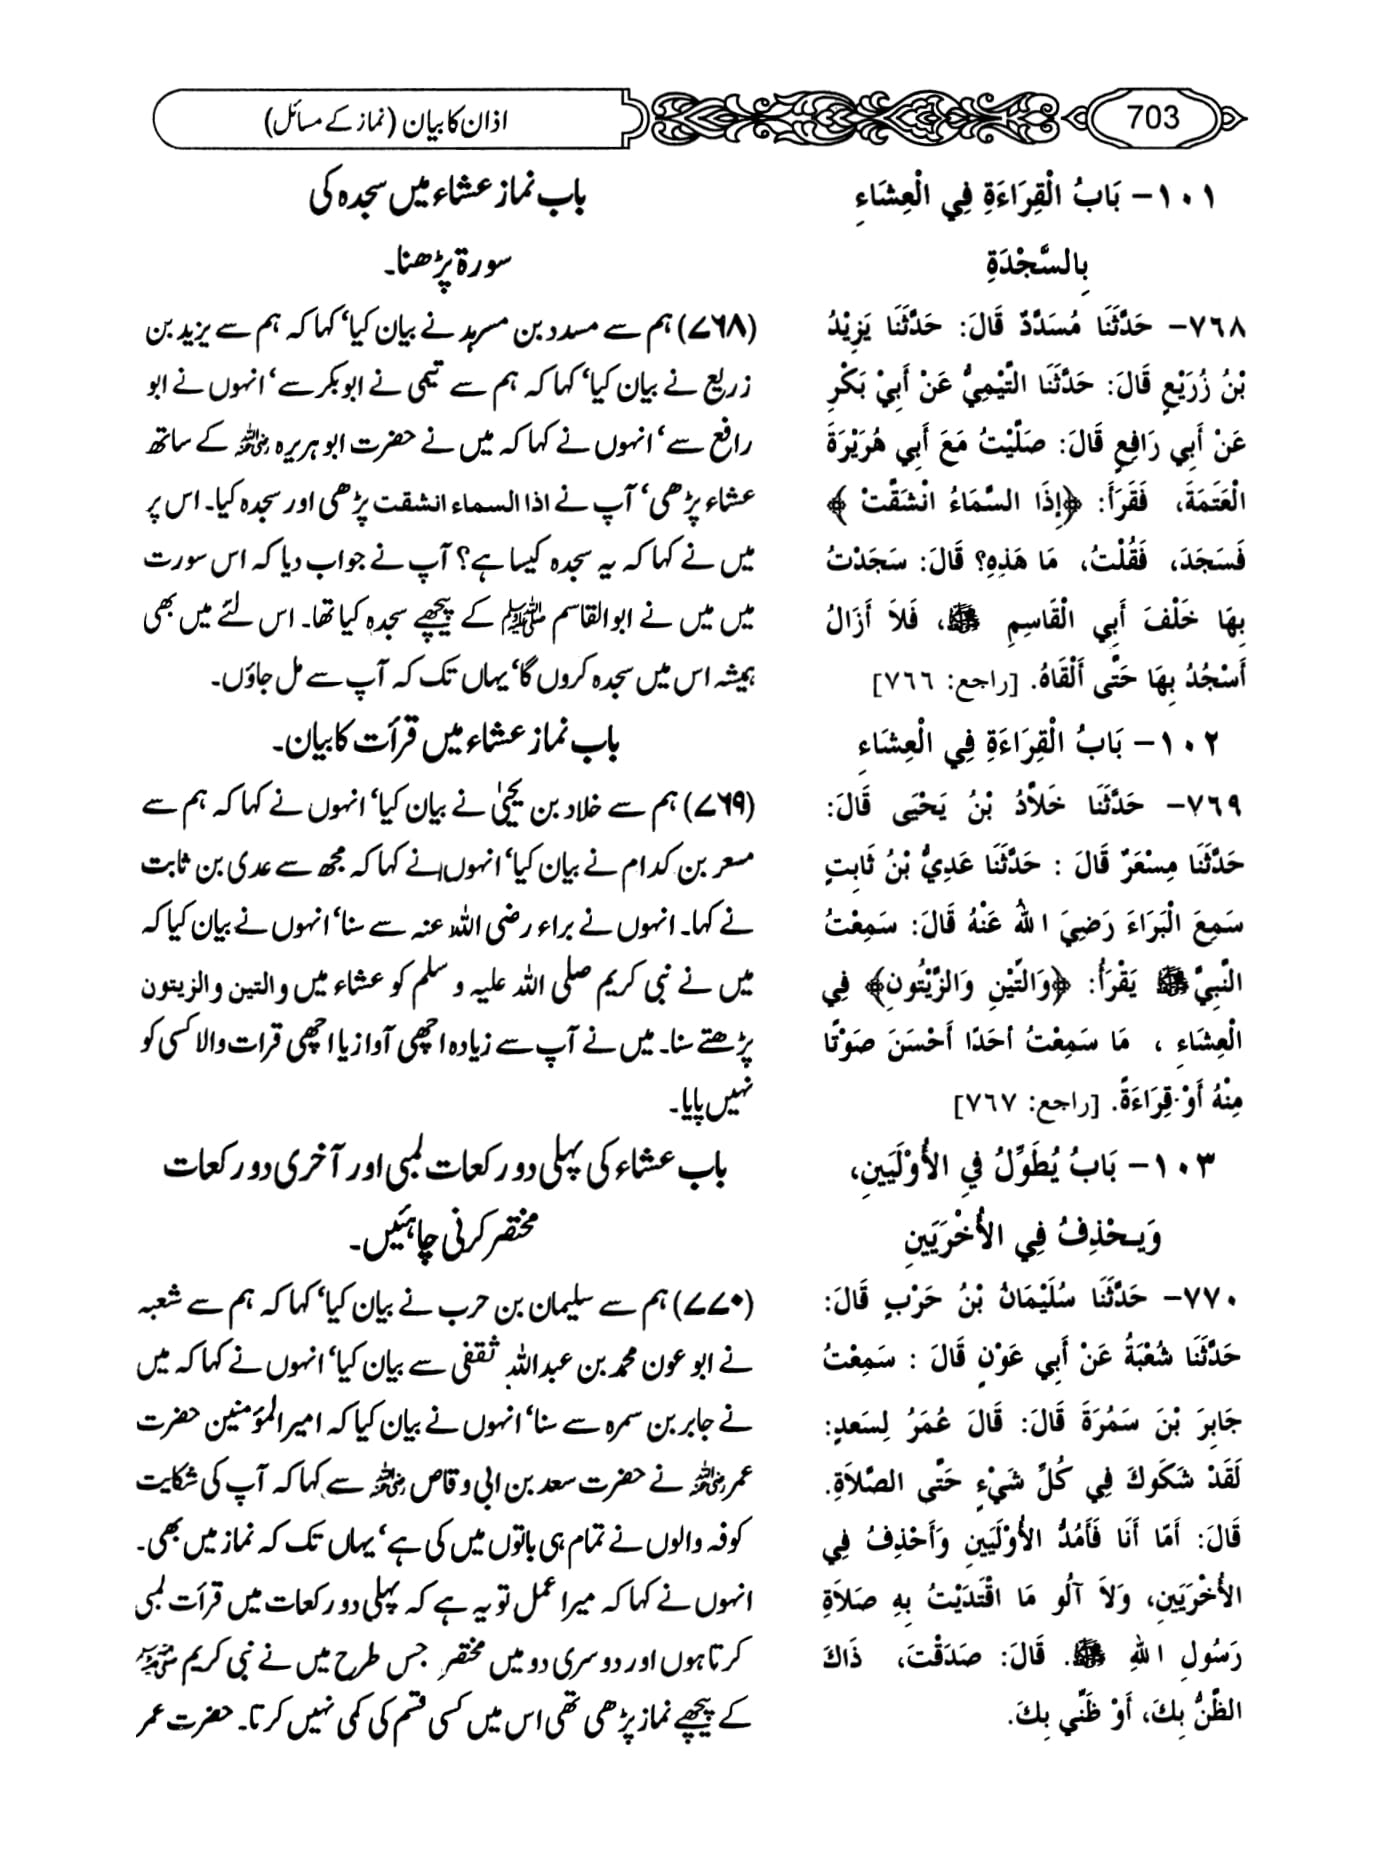 703
اذان کا بیان (نماز کے مسائل)
١٠١- بَابُ الْقِرَاءَةِ فِي الْعِشَاءِ
بِالسَّجْدَةِ
٧٦٨- حَدَّثَنَا مُسَدَّدٌ قَالَ: حَدَّثَنَا يَزِيْدُ
بْنُ زُرَيْعٍ قَالَ: حَدَّثَنَا التَّيْمِيُّ عَنْ أَبِيْ بَكْرٍ
عَنْ أَبِي رَافِعٍ قَالَ: صَلَّيْتُ مَعَ أَبِي هُرَيْرَةَ
الْعَتَمَةَ، فَقَرَأَ: ﴿إِذَا السَّمَاءُ انْشَقَّتْ﴾
فَسَجَدَ، فَقُلْتُ، مَا هَذِهِ؟ قَالَ: سَجَدْتُ
بِهَا خَلْفَ أَبِي الْقَاسِمِ ﷺ، فَلاَ أَزَالُ
أَسْجُدُ بِهَا حَتَّى أَلْقَاهُ. [راجع: ٧٦٦]
١٠٢- بَابُ الْقِرَاءَةِ فِي الْعِشَاءِ
٧٦٩- حَدَّثَنَا خَلاَّدُ بْنُ يَحْيَى قَالَ:
حَدَّثَنَا مِسْعَرٌ قَالَ : حَدَّثَنَا عَدِيُّ بْنُ ثَابِتٍ
سَمِعَ الْبَرَاءَ رَضِيَ اللهُ عَنْهُ قَالَ: سَمِعْتُ
النَّبِيَّ ﷺ يَقْرَأُ: ﴿وَالتِّيْنِ وَالزَّيْتُونِ﴾ فِي
الْعِشَاءِ ، مَا سَمِعْتُ أَحَدًا أَحْسَنَ صَوْتًا
مِنْهُ أَوْ قِرَاءَةً. [راجع: ٧٦٧]
١٠٣- بَابُ يُطَوِّلُ فِي الأُوْلَيَينِ،
وَيَحْذِفُ فِي الأُخْرَيَينِ
٧٧٠- حَدَّثَنَا سُلَيْمَانُ بْنُ حَرْبٍ قَالَ:
حَدَّثَنَا شُعْبَةُ عَنْ أَبِي عَوْنٍ قَالَ : سَمِعْتُ
جَابِرَ بْنَ سَمُرَةَ قَالَ: قَالَ عُمَرُ لِسَعدٍ:
لَقَدْ شَكَوكَ فِي كُلِّ شَيْءٍ حَتَّى الصَّلاَةِ.
قَالَ: أَمَّا أَنَا فَأَمُدُّ الأُوْلَيَينِ وَأَحْذِفُ فِي
الأُخْرَيَينِ، وَلاَ آلُو مَا اقْتَدَيْتُ بِهِ صَلاَةِ
رَسُولِ اللهِ ﷺ. قَالَ: صَدَقْتَ، ذَاكَ
الظَّنُّ بِكَ، أَوْ ظَنِّي بِكَ.
باب نماز عشاء میں سجدہ کی
سورۃ پڑھنا۔
(۷۶۸) ہم سے مسدد بن مسرہد نے بیان کیا‘ کہا کہ ہم سے یزید بن
زریع نے بیان کیا‘ کہا کہ ہم سے تیمی نے ابو بکر سے‘ انہوں نے ابو
رافع سے‘ انہوں نے کہا کہ میں نے حضرت ابو ہریرہ رضی اللہ عنہ کے ساتھ
عشاء پڑھی‘ آپ نے اذا السماء انشقت پڑھی اور سجدہ کیا۔ اس پر
میں نے کہا کہ یہ سجدہ کیسا ہے؟ آپ نے جواب دیا کہ اس سورت
میں میں نے ابوالقاسم ﷺ کے پیچھے سجدہ کیا تھا۔ اس لئے میں بھی
ہمیشہ اس میں سجدہ کروں گا‘ یہاں تک کہ آپ سے مل جاؤں۔
باب نماز عشاء میں قرأت کا بیان۔
(۷۶۹) ہم سے خلاد بن یحییٰ نے بیان کیا‘ انہوں نے کہا کہ ہم سے
مسعر بن کدام نے بیان کیا‘ انہوں نے کہا کہ مجھ سے عدی بن ثابت
نے کہا۔ انہوں نے براء رضی اللہ عنہ سے سنا‘ انہوں نے بیان کیا کہ
میں نے نبی کریم صلی اللہ علیہ و سلم کو عشاء میں والتین والزیتون
پڑھتے سنا۔ میں نے آپ سے زیادہ اچھی آواز یا اچھی قرات والا کسی کو
نہیں پایا۔
باب عشاء کی پہلی دو رکعات لمبی اور آخری دو رکعات
مختصر کرنی چاہئیں۔
(۷۷۰) ہم سے سلیمان بن حرب نے بیان کیا‘ کہا کہ ہم سے شعبہ
نے ابو عون محمد بن عبداللہ ثقفی سے بیان کیا‘ انہوں نے کہا کہ میں
نے جابر بن سمرہ سے سنا‘ انہوں نے بیان کیا کہ امیرالمؤمنین حضرت
عمر رضی اللہ عنہ نے حضرت سعد بن ابی وقاص رضی اللہ عنہ سے کہا کہ آپ کی شکایت
کوفہ والوں نے تمام ہی باتوں میں کی ہے‘ یہاں تک کہ نماز میں بھی۔
انہوں نے کہا کہ میرا عمل تو یہ ہے کہ پہلی دو رکعات میں قرأت لمبی
کرتا ہوں اور دوسری دو میں مختصر جس طرح میں نے نبی کریم ﷺ
کے پیچھے نماز پڑھی تھی اس میں کسی قسم کی کمی نہیں کرتا۔ حضرت عمر